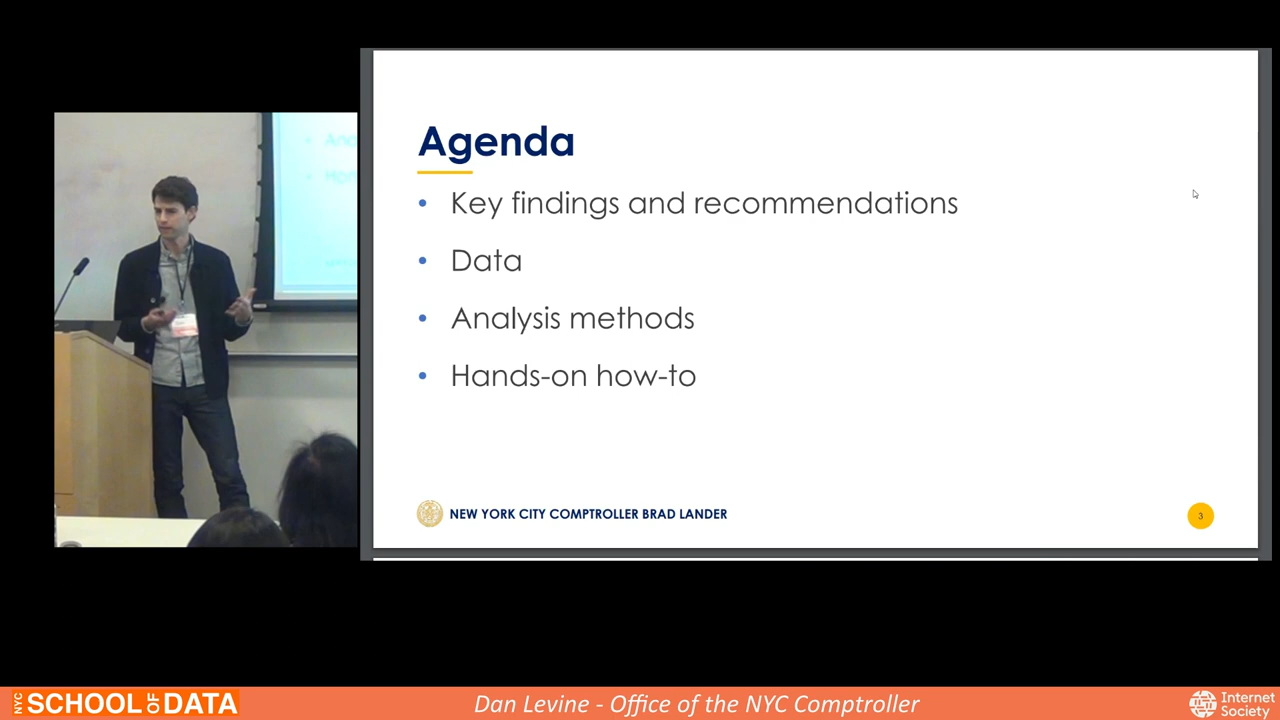 Agenda
• Key findings and recommendations
• Data
• Analysis methods
• Hands-on how-to
NEW YORK CITY COMPTROLLER BRAD LANDER
3
NYC SCHOOL OF DATA
Dan Levine - Office of the NYC Comptroller
Internet
Society